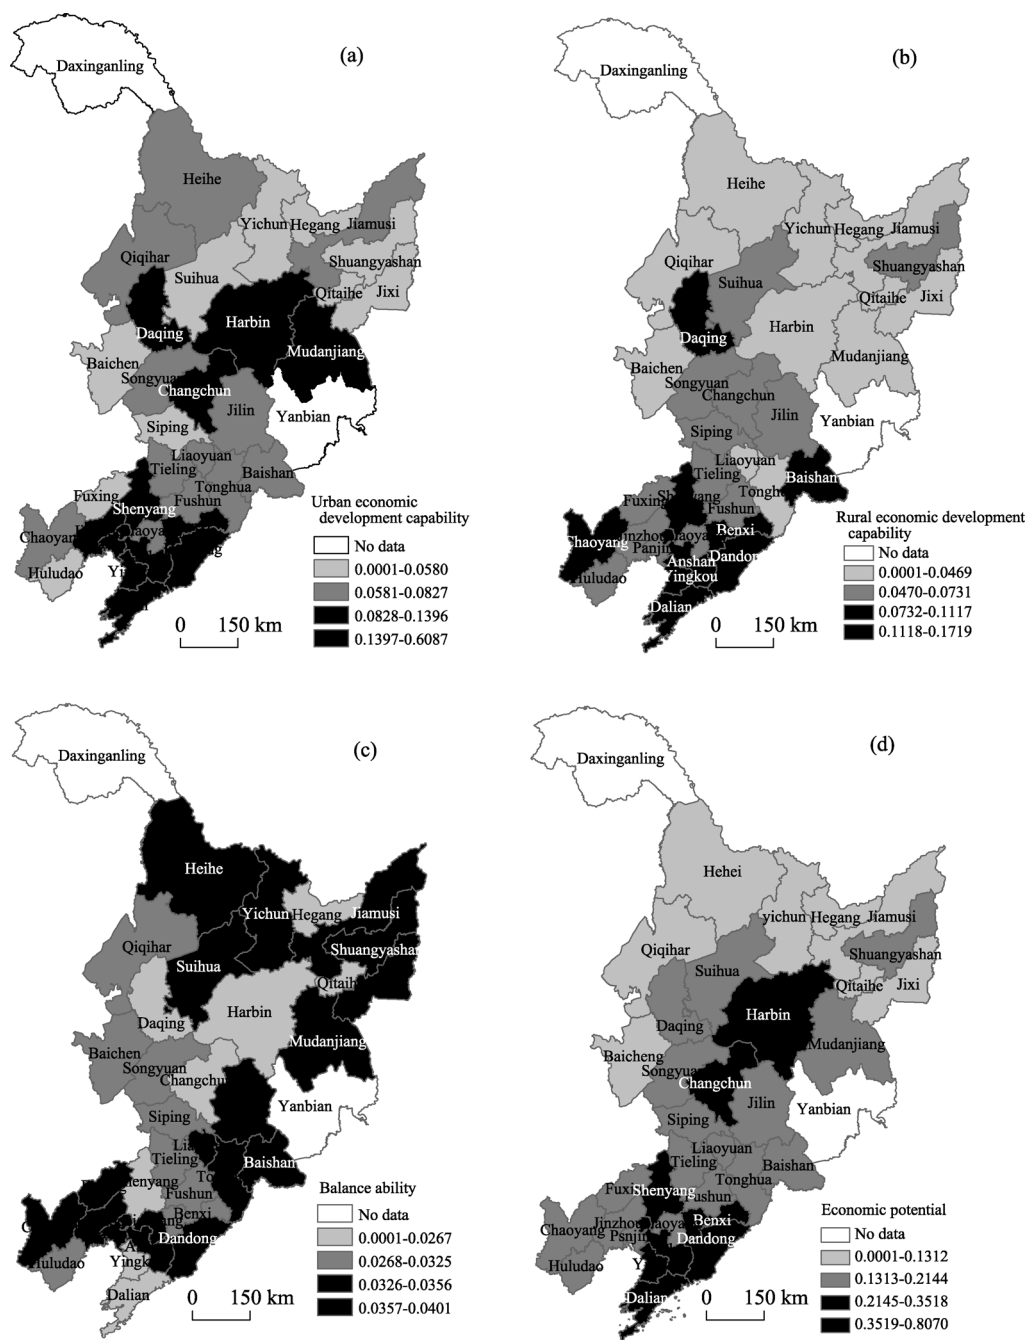 (a)
Daxinganling
Heihe
Yichun
Hegang
Jiamusi
Qiqihar
Suihua
Shuangyashan
Qitaihe
Jixi
Daqing
Harbin
Mudanjiang
Baichen
Songyuan
Changchun
Jilin
Yanbian
Siping
Liaoyuan
Tieling
Baishan
Tonghua
Fushun
Fuxing
Shenyang
Chaoyan
Huludao
Urban economic
development capability
No data
0.0001-0.0580
0.0581-0.0827
0.0828-0.1396
0.1397-0.6087
0 150 km
(b)
Daxinganling
Heihe
Yichun
Hegang
Jiamusi
Qiqihar
Suihua
Shuangyashan
Qitaihe
Jixi
Daqing
Harbin
Mudanjiang
Baichen
Songyuan
Changchun
Jilin
Yanbian
Siping
Liaoyuan
Tieling
Baishan
Tonghu
Fushun
Fuxing
Benxi
Chaoyang
Panjin
Anshan
Dandon
Yingkou
Huludao
Dalian
Rural economic development
capability
No data
0.0001-0.0469
0.0470-0.0731
0.0732-0.1117
0.1118-0.1719
0 150 km
(c)
Daxinganling
Heihe
Yichun
Hegang
Jiamusi
Qiqihar
Suihua
Shuangyashan
Qitaihe
Daqing
Harbin
Mudanjiang
Baichen
Songyuan
Changchu
Yanbian
Siping
Tieling
Baishan
Fushun
Benxi
Dandong
Huludao
Yingk
Dalian
Balance ability
No data
0.0001-0.0267
0.0268-0.0325
0.0326-0.0356
0.0357-0.0401
0 150 km
(d)
Daxinganling
Hehei
yichun
Hegang
Jiamusi
Qiqihar
Suihua
Shuangyashan
Qitaihe
Jixi
Daqing
Harbin
Mudanjiang
Baicheng
Songyuan
Changchun
Jilin
Yanbian
Siping
Liaoyuan
Tieling
Baishan
Tonghua
Fuxi
Shenyang
Benxi
Chaoyang
Jinzhou
Psnjin
Dandong
Huludao
Dalian
Economic potential
No data
0.0001-0.1312
0.1313-0.2144
0.2145-0.3518
0.3519-0.8070
0 150 km